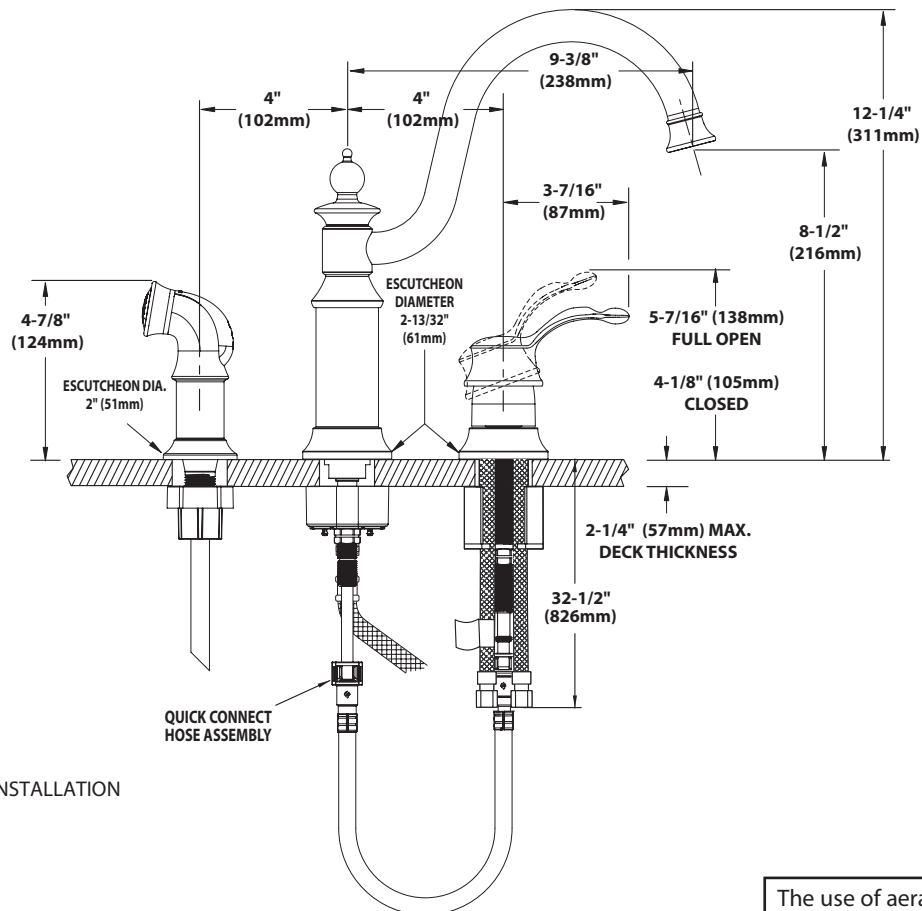 9-3/8"
(238mm)
4"
(102mm)
4"
(102mm)
12-1/4"
(311mm)
3-7/16"
(87mm)
8-1/2"
(216mm)
ESCUTCHEON
DIAMETER
2-13/32"
(61mm)
4-7/8"
(124mm)
5-7/16" (138mm)
FULL OPEN
ESCUTCHEON DIA.
2" (51mm)
4-1/8" (105mm)
CLOSED
2-1/4" (57mm) MAX.
DECK THICKNESS
32-1/2"
(826mm)
QUICK CONNECT
HOSE ASSEMBLY
NSTALLATION
The use of aera